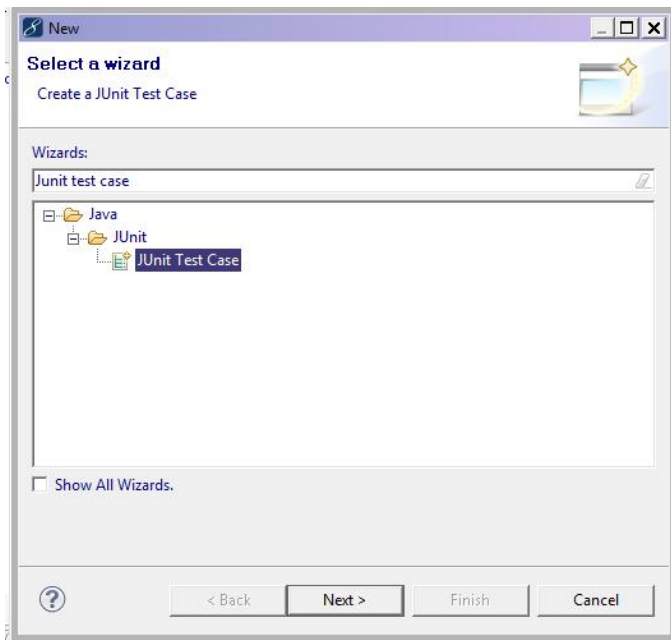 New
Select a wizard
Create a JUnit Test Case
Wizards:
Junit test case
Java
JUnit
JUnit Test Case
Show All Wizards.
?
< Back Next > Finish Cancel